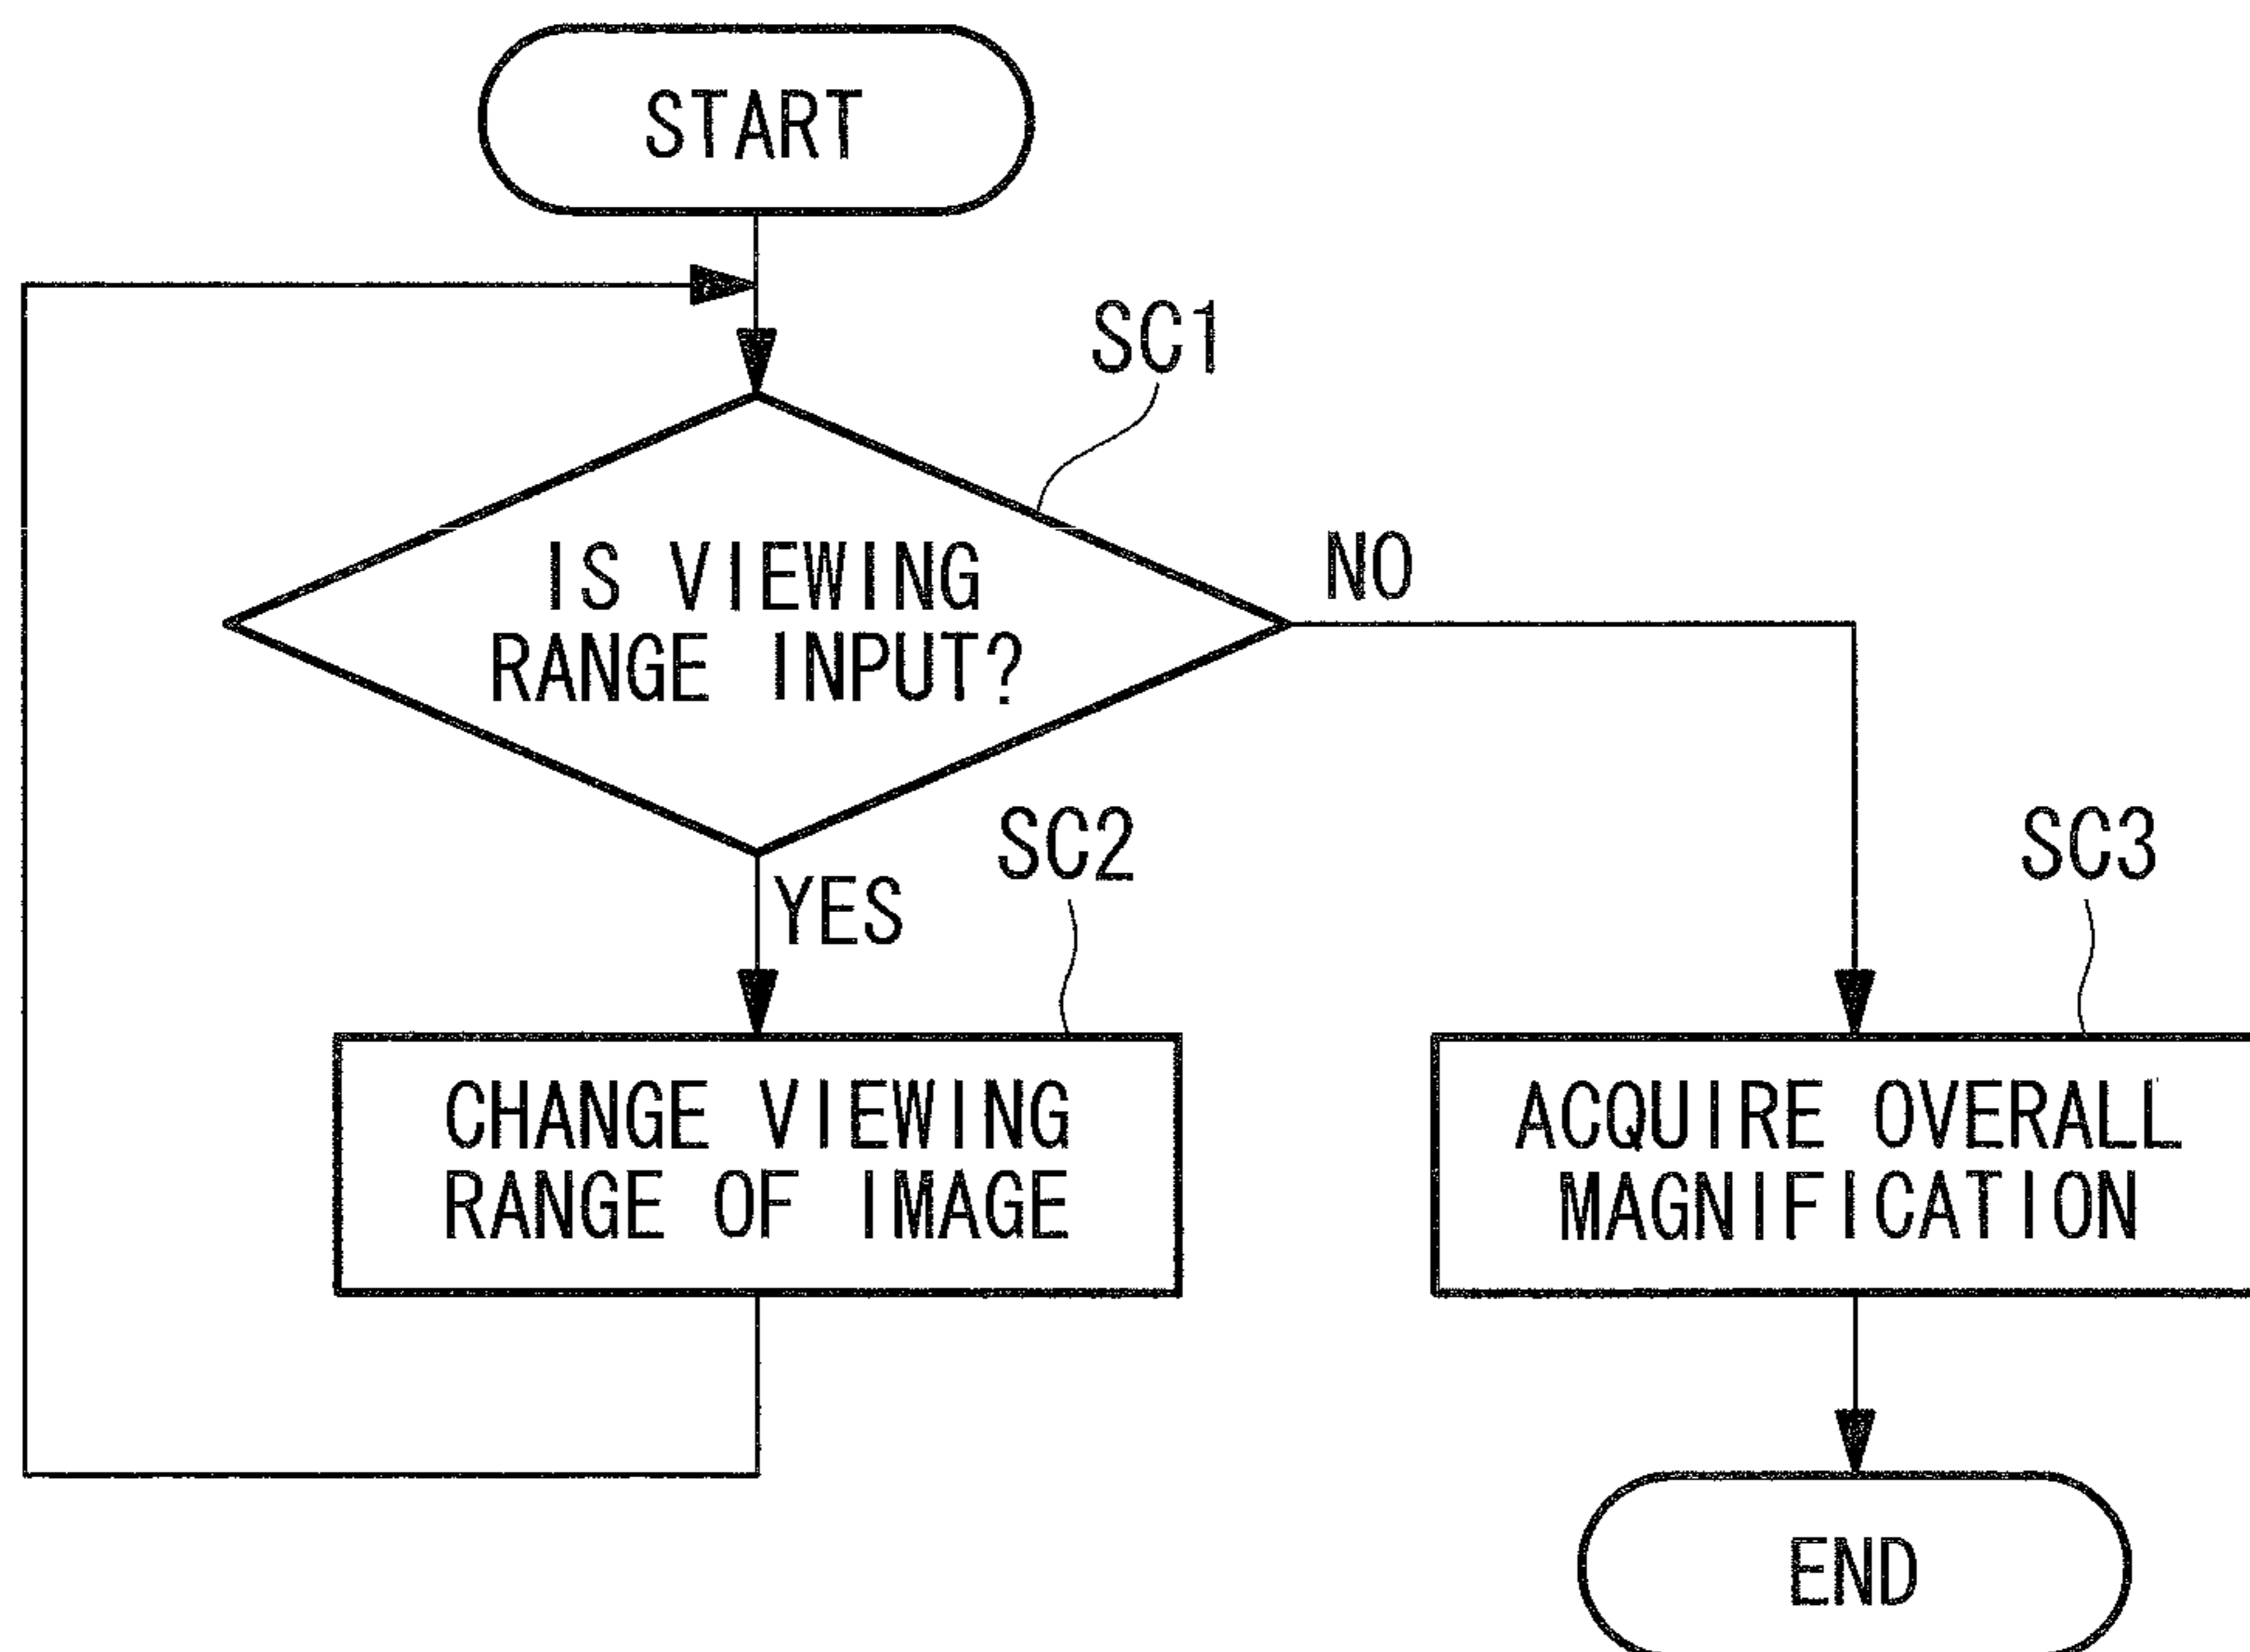 START
SC1
IS VIEWING
RANGE INPUT?
NO
YES
SC2
CHANGE VIEWING
RANGE OF IMAGE
SC3
ACQUIRE OVERALL
MAGNIFICATION
END